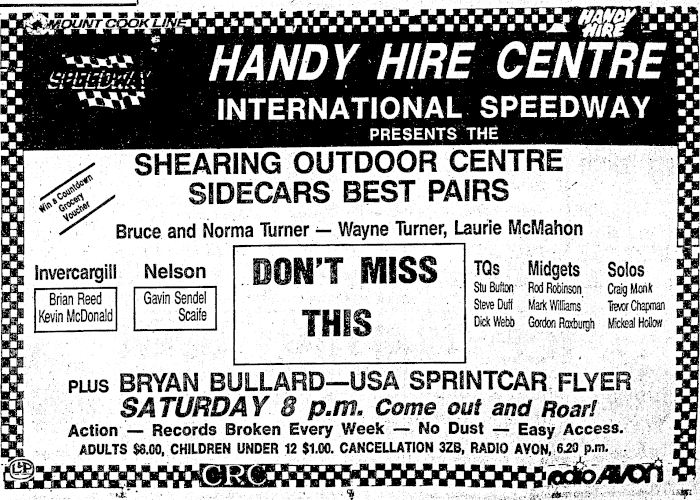 MOUNT COOK LINE
HANDY HIRE
SPEEDWAY
HANDY HIRE CENTRE
INTERNATIONAL SPEEDWAY
PRESENTS THE
SHEARING OUTDOOR CENTRE
SIDECARS BEST PAIRS
Win a Countdown
Grocery
Voucher
Bruce and Norma Turner — Wayne Turner, Laurie McMahon
Invercargill
Brian Reed
Kevin McDonald
Nelson
Gavin Sendel
Scaife
DON'T MISS
THIS
TQs
Stu Button
Steve Duff
Dick Webb
Midgets
Rod Robinson
Mark Williams
Gordon Roxburgh
Solos
Craig Monk
Trevor Chapman
Mickeal Hollow
PLUS BRYAN BULLARD—USA SPRINTCAR FLYER
SATURDAY 8 p.m. Come out and Roar!
Action — Records Broken Every Week — No Dust — Easy Access.
ADULTS $8.00, CHILDREN UNDER 12 $1.00. CANCELLATION 3ZB, RADIO AVON, 6.20 p.m.
CRC
radio AVON